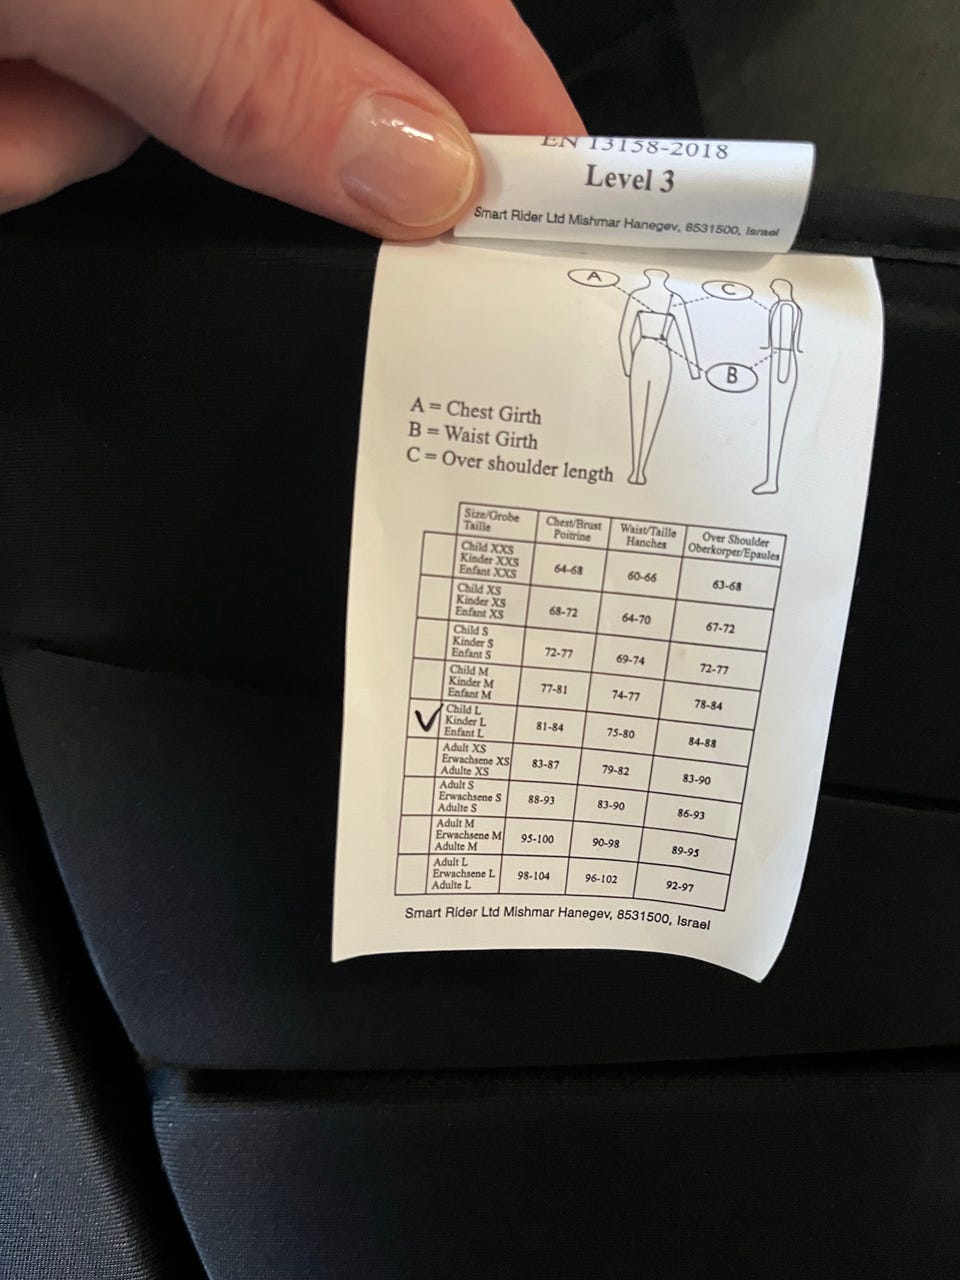 EN 13158-2018
Level 3
Smart Rider Ltd Mishmar Hanegev, 8531500, Israel
A
C
B
A = Chest Girth
B = Waist Girth
C = Over shoulder length
Size/Grobe Taille Chest/Brust Poitrine Waist/Taille Hanches Over Shoulder Oberkorper/Epaules
Child XXS
Kinder XXS 64-68 60-66 63-68
Enfant XXS
Child XS
Kinder XS 68-72 64-70 67-72
Enfant XS
Child S
Kinder S 72-77 69-74 72-77
Enfant S
Child M
Kinder M 77-81 74-77 78-84
Enfant M
Child L
Kinder L 81-84 75-80 84-88
Enfant L
Adult XS
Erwachsene XS 83-87 79-82 83-90
Adulte XS
Adult S
Erwachsene S 88-93 83-90 86-93
Adulte S
Adult M
Erwachsene M 95-100 90-98 89-95
Adulte M
Adult L
Erwachsene L 98-104 96-102 92-97
Adulte L
Smart Rider Ltd Mishmar Hanegev, 8531500, Israel